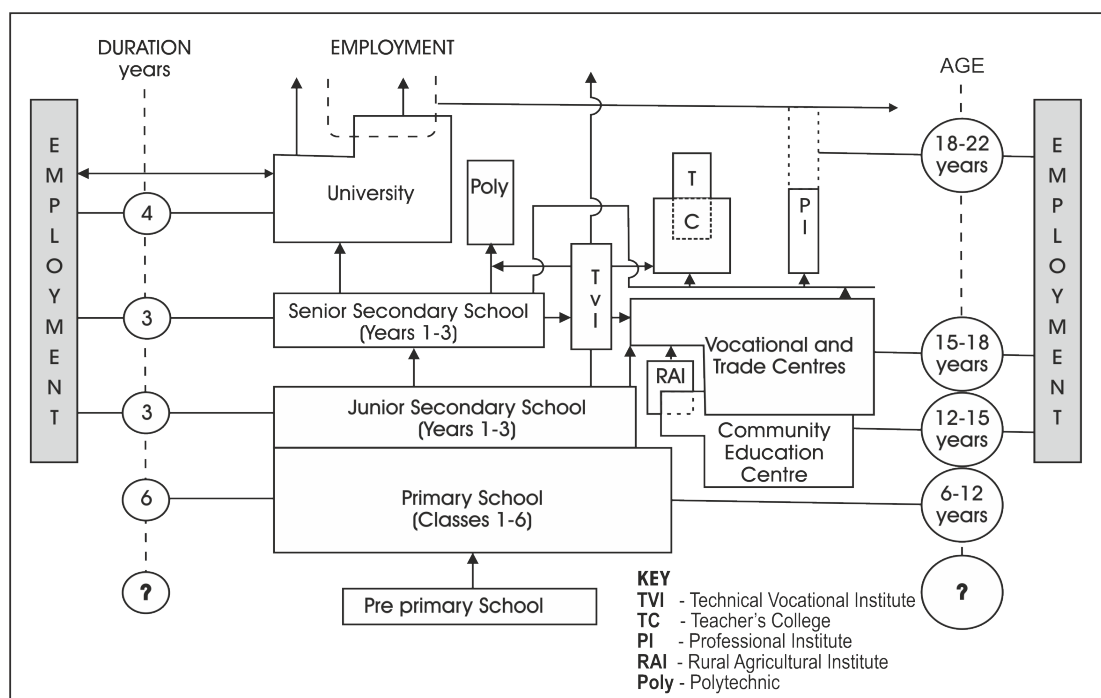 DURATION
years
EMPLOYMENT
AGE
EMPLOYMENT
EMPLOYMENT
18-22
years
University
4
Poly
T
C
P
I
T
v
I
Senior Secondary School
(Years 1-3)
3
Vocational and
Trade Centres
15-18
years
RAI
Junior Secondary School
(Years 1-3)
3
Community
Education
Centre
12-15
years
Primary School
(Classes 1-6)
6
6-12
years
Pre primary School
?
?
KEY
TVI - Technical Vocational Institute
TC - Teacher's College
PI - Professional Institute
RAI - Rural Agricultural Institute
Poly - Polytechnic